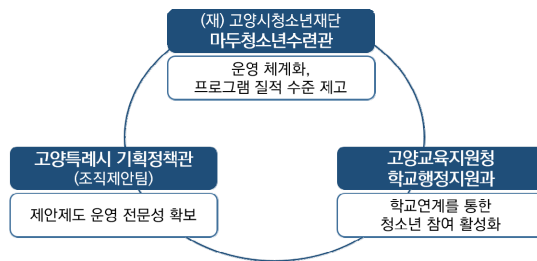 (재) 고양시청소년재단
마두청소년수련관
운영 체계화,
프로그램 질적 수준 제고
고양특례시 기획정책관
(조직제안팀)
제안제도 운영 전문성 확보
고양교육지원청
학교행정지원과
학교연계를 통한
청소년 참여 활성화